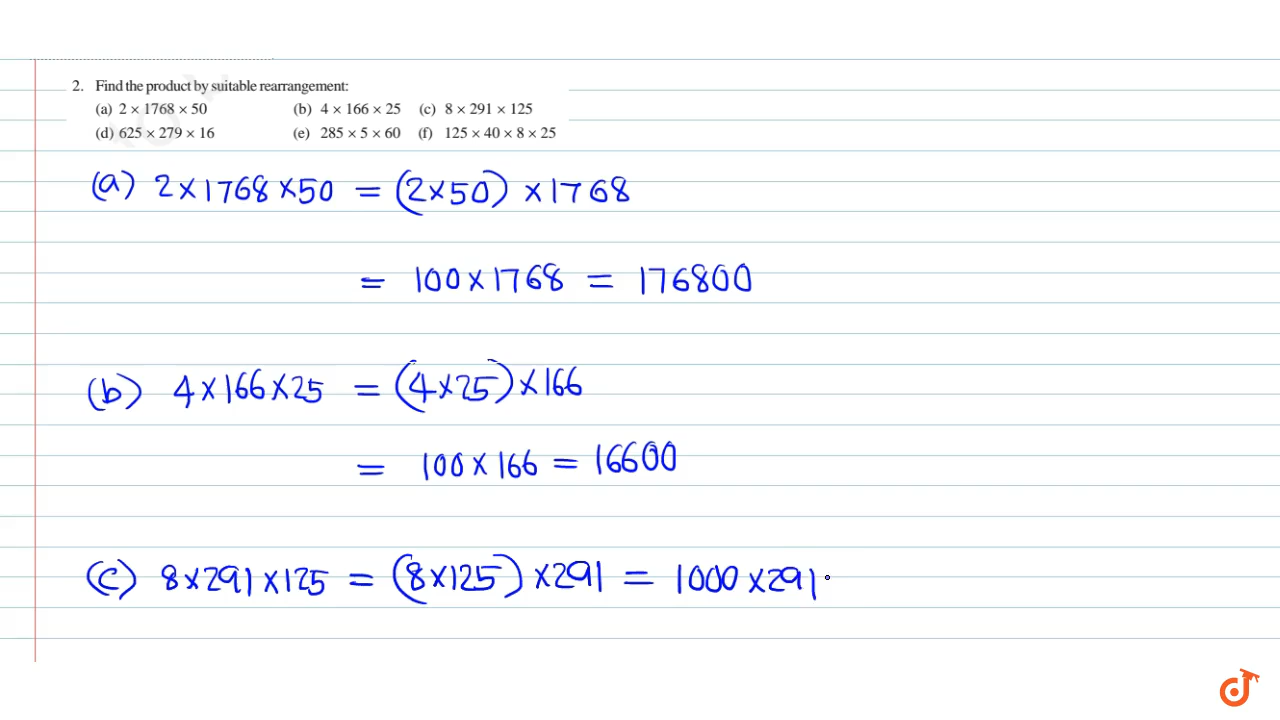 2. Find the product by suitable rearrangement:
(a) 2 × 1768 × 50 (b) 4 × 166 × 25 (c) 8 × 291 × 125
(d) 625 × 279 × 16 (e) 285 × 5 × 60 (f) 125 × 40 × 8 × 25
(a) 2×1768×50 = (2×50) ×1768
= 100×1768 = 176800
(b) 4×166×25 = (4×25)×166
= 100×166 = 16600
(c) 8×291×125 = (8×125)×291 = 1000×291